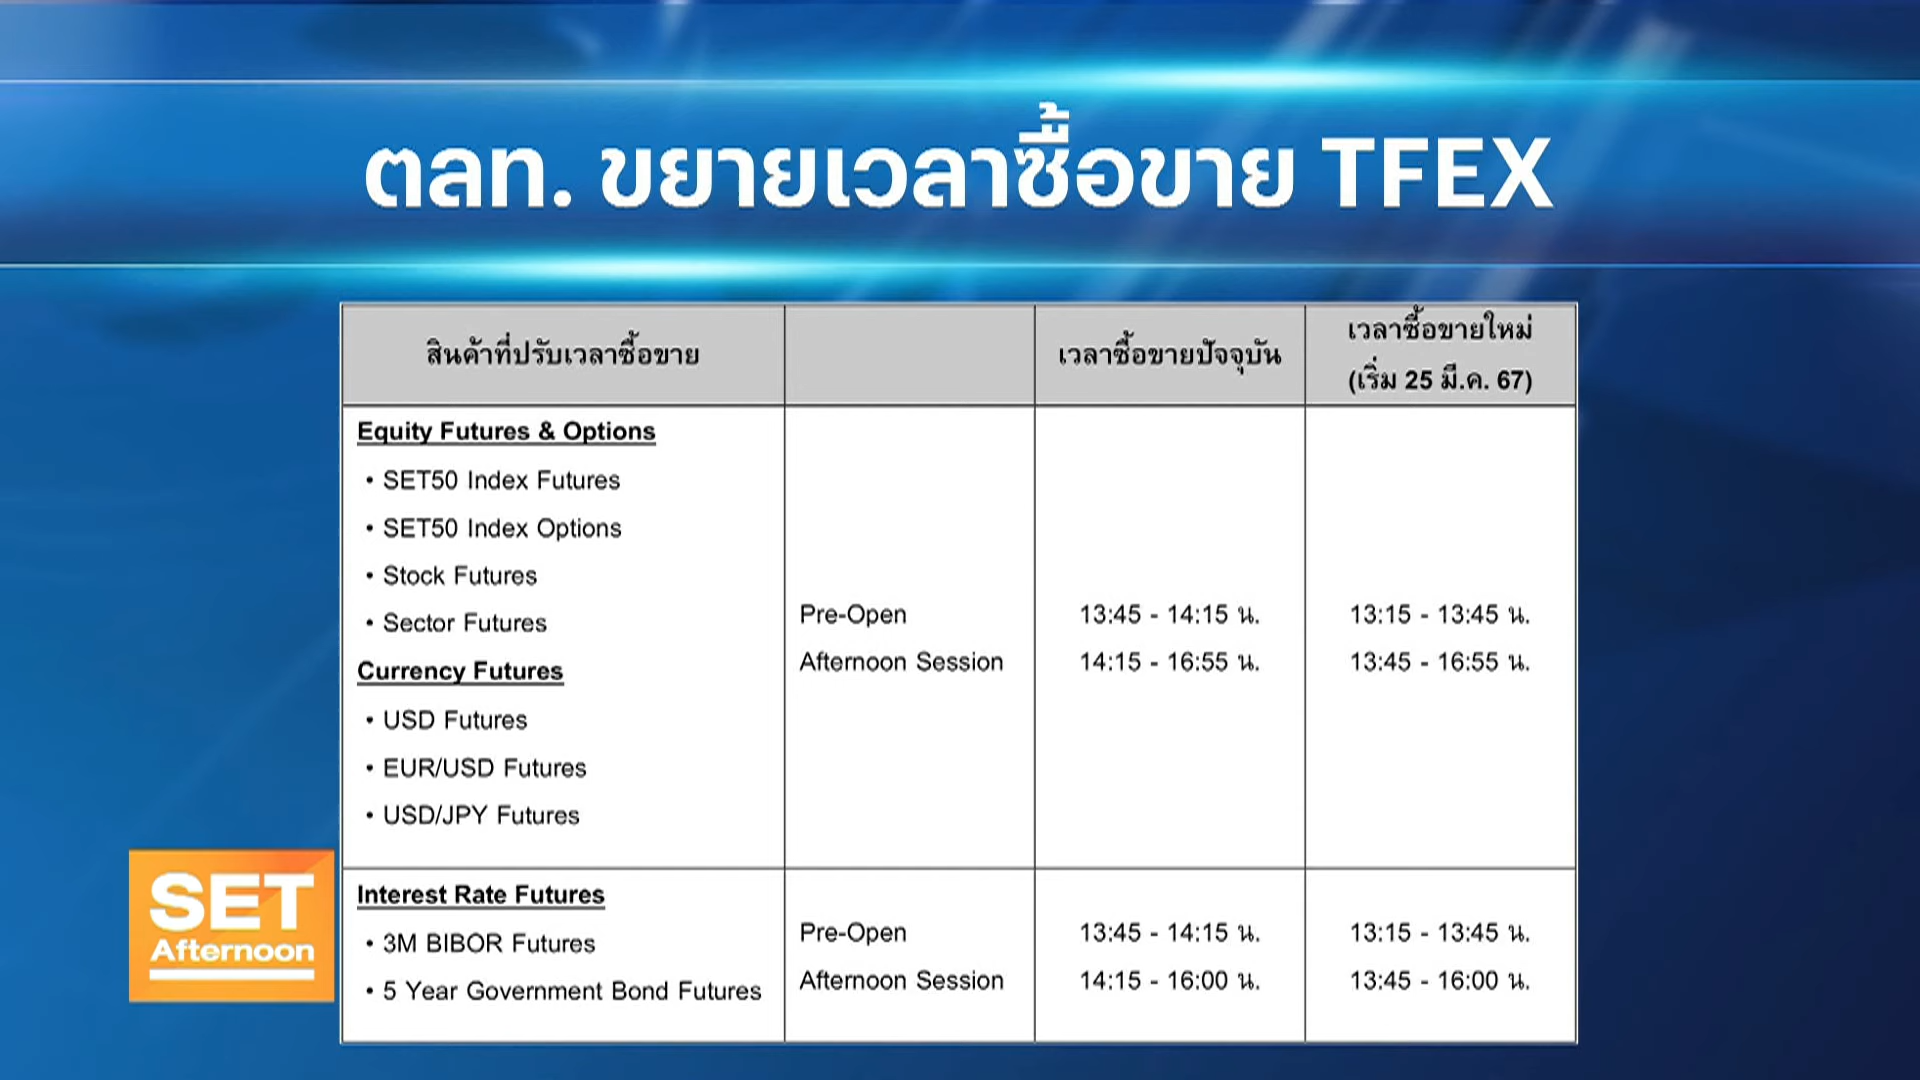 ตลท. ขยายเวลาซื้อขาย TFEX
สินค้าที่ปรับเวลาซื้อขาย
เวลาซื้อขายปัจจุบัน
เวลาซื้อขายใหม่
(เริ่ม 25 มี.ค. 67)
Equity Futures & Options
• SET50 Index Futures
• SET50 Index Options
• Stock Futures
• Sector Futures
Currency Futures
• USD Futures
• EUR/USD Futures
• USD/JPY Futures
Pre-Open 13:45 - 14:15 น. 13:15 - 13:45 น.
Afternoon Session 14:15 - 16:55 น. 13:45 - 16:55 น.
Interest Rate Futures
• 3M BIBOR Futures
• 5 Year Government Bond Futures
Pre-Open 13:45 - 14:15 น. 13:15 - 13:45 น.
Afternoon Session 14:15 - 16:00 น. 13:45 - 16:00 น.
SET
Afternoon